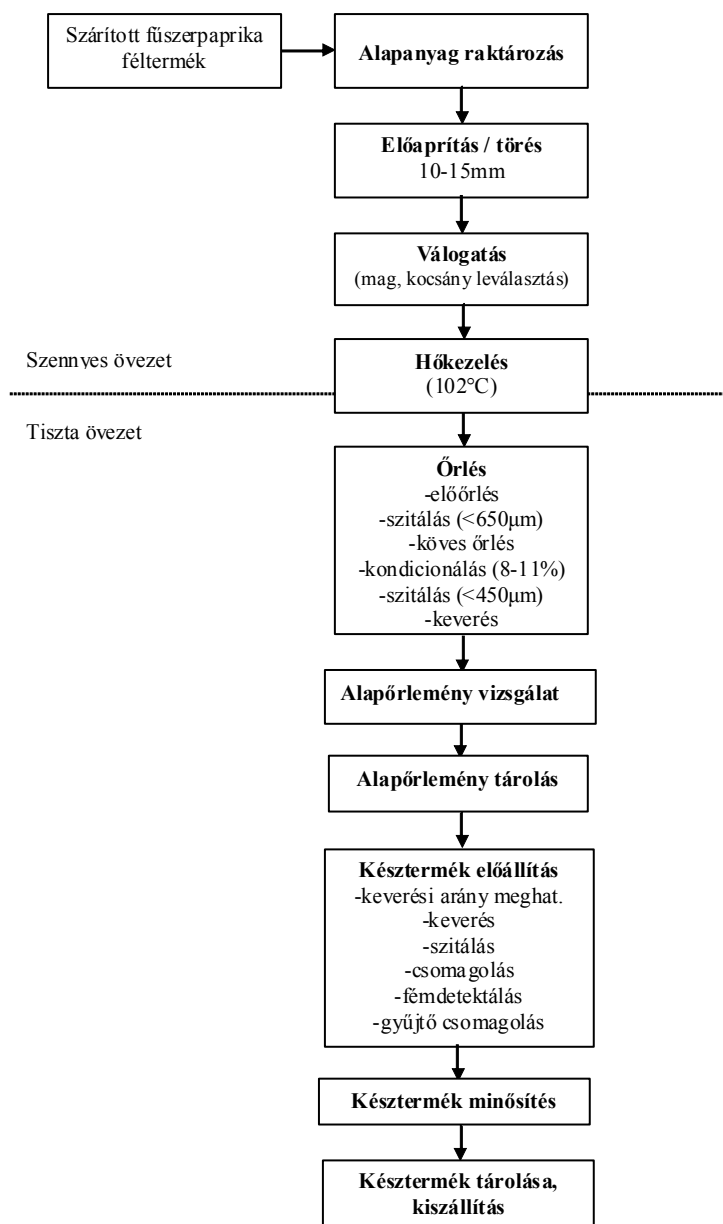 Szárított fűszerpaprika
féltermék
Alapanyag raktározás
Előaprítás / törés
10-15mm
Válogatás
(mag, kocsány leválasztás)
Szennyes övezet
Hőkezelés
(102°C)
Tiszta övezet
Őrlés
-előőrlés
-szitálás (<650μm)
-köves őrlés
-kondicionálás (8-11%)
-szitálás (<450μm)
-keverés
Alapőrlemény vizsgálat
Alapőrlemény tárolás
Késztermék előállítás
-keverési arány meghat.
-keverés
-szitálás
-csomagolás
-fémdetektálás
-gyűjtő csomagolás
Késztermék minősítés
Késztermék tárolása,
kiszállítás